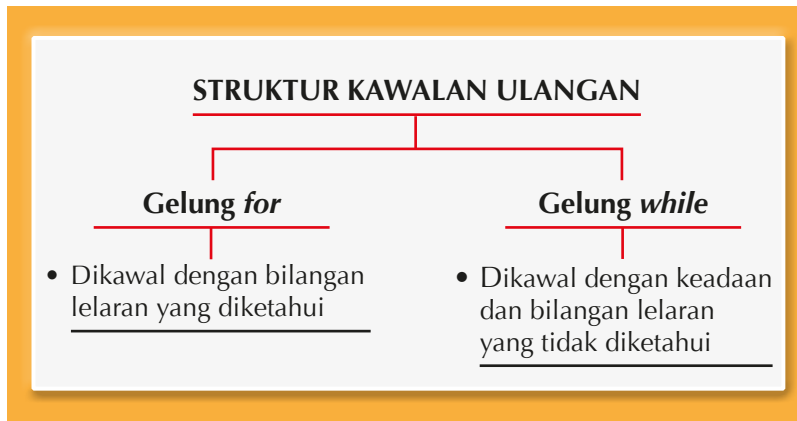 STRUKTUR KAWALAN ULANGAN
Gelung for
• Dikawal dengan bilangan
lelaran yang diketahui
Gelung while
• Dikawal dengan keadaan
dan bilangan lelaran
yang tidak diketahui